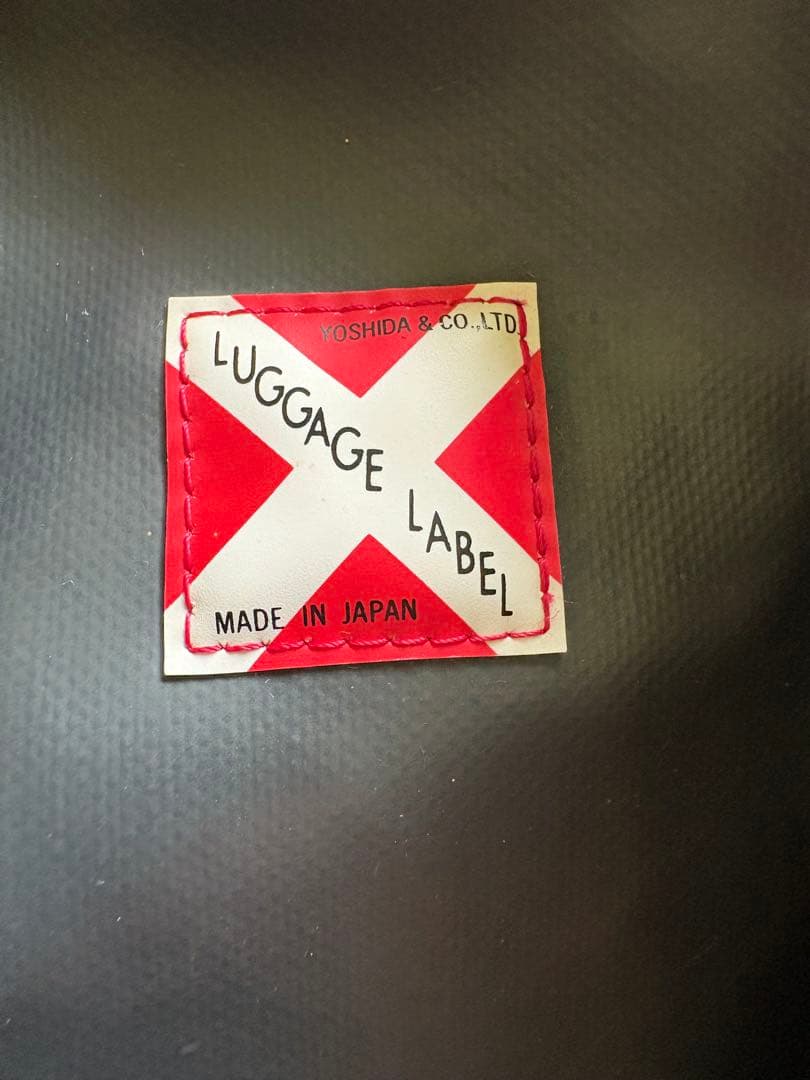 YOSHIDA & CO.,LTD.
LUGGAGE LABEL
MADE IN JAPAN